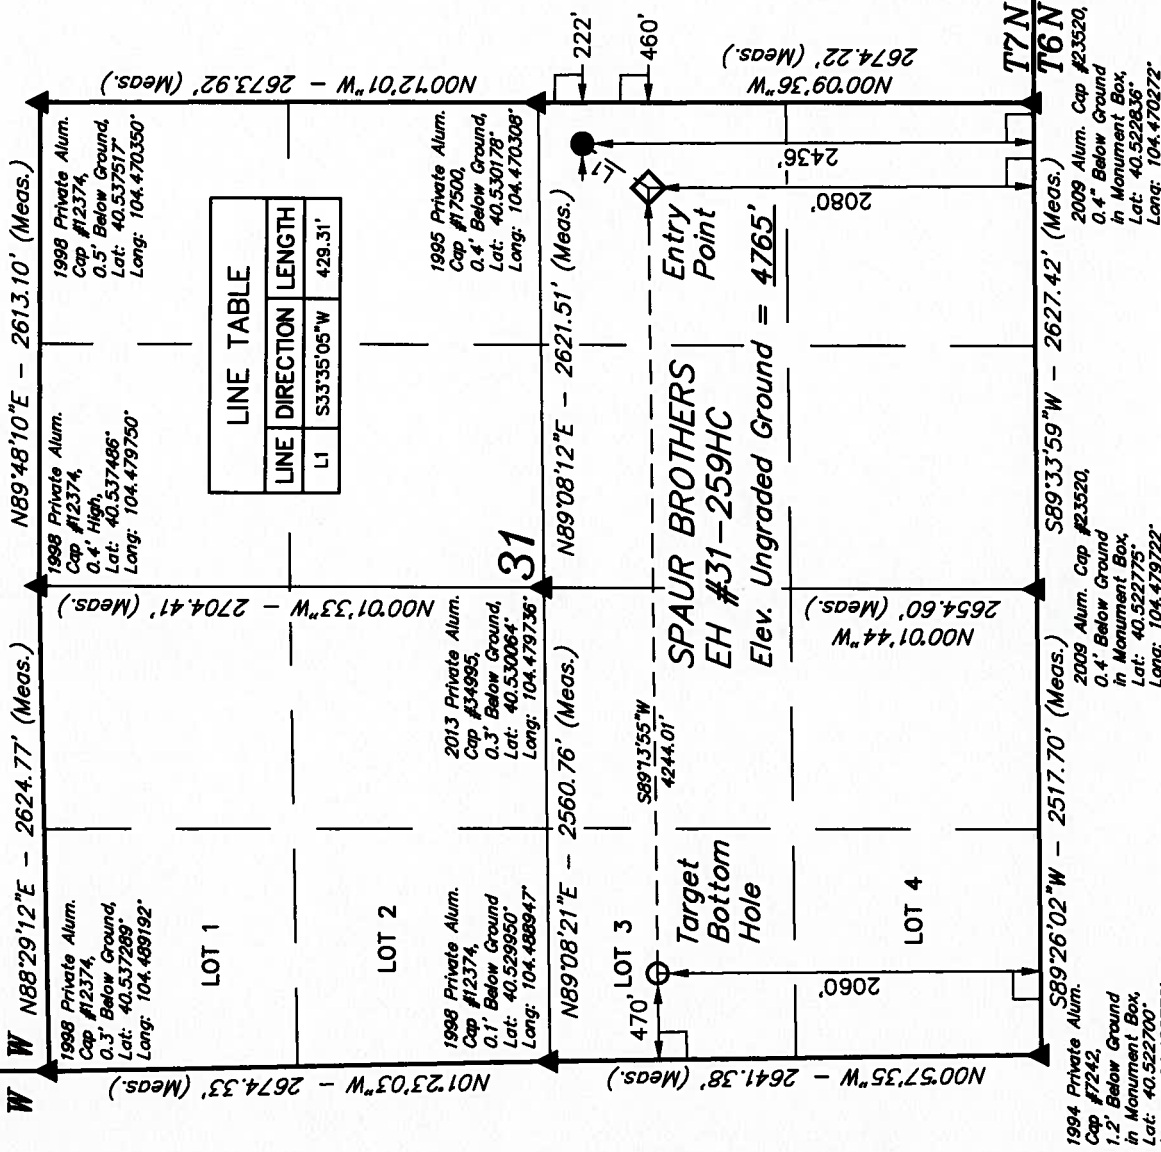 W
W
N88°29'12"E - 2624.77' (Meas.)
N89°48'10"E - 2613.10' (Meas.)
1998 Private Alum.
Cap #12374,
0.3' Below Ground,
Lat: 40.537289°
Long: 104.489192°
1998 Private Alum.
Cap #12374,
0.4' High,
Lat: 40.537486°
Long: 104.479750°
1998 Private Alum.
Cap #12374,
0.5' Below Ground,
Lat: 40.537517°
Long: 104.470350°
LINE TABLE
LINE DIRECTION LENGTH
L1 S33°35'05"W 429.31'
N01°23'03"W - 2674.33' (Meas.)
N00°01'33"W - 2704.41' (Meas.)
N00°12'01"W - 2673.92' (Meas.)
LOT 1
LOT 2
1998 Private Alum.
Cap #12374,
0.1' Below Ground
Lat: 40.529950°
Long: 104.488947°
2013 Private Alum.
Cap #34995,
0.3' Below Ground,
Lat: 40.530064°
Long: 104.479736°
31
1995 Private Alum.
Cap #17500,
0.4' Below Ground,
Lat: 40.530178°
Long: 104.470308°
N89°08'21"E - 2560.76' (Meas.)
N89°08'12"E - 2621.51' (Meas.)
222'
460'
L1
470'
LOT 3
S89°13'55"W
4244.01'
Target
Bottom
Hole
Entry
Point
SPAUR BROTHERS
EH #31-259HC
Elev. Ungraded Ground = 4765'
2436'
2080'
2060'
LOT 4
N00°57'35"W - 2641.38' (Meas.)
N00°01'44"W
2654.60' (Meas.)
N00°09'36"W
2674.22' (Meas.)
T7N
T6N
S89°26'02"W - 2517.70' (Meas.)
S89°33'59"W - 2627.42' (Meas.)
1994 Private Alum.
Cap #7242,
1.2' Below Ground
in Monument Box,
Lat: 40.522700°
2009 Alum. Cap #23520,
0.4' Below Ground
in Monument Box,
Lat: 40.522775°
Long: 104.479722°
2009 Alum. Cap #23520,
0.4" Below Ground
in Monument Box,
Lat: 40.522836°
Long: 104.470272°